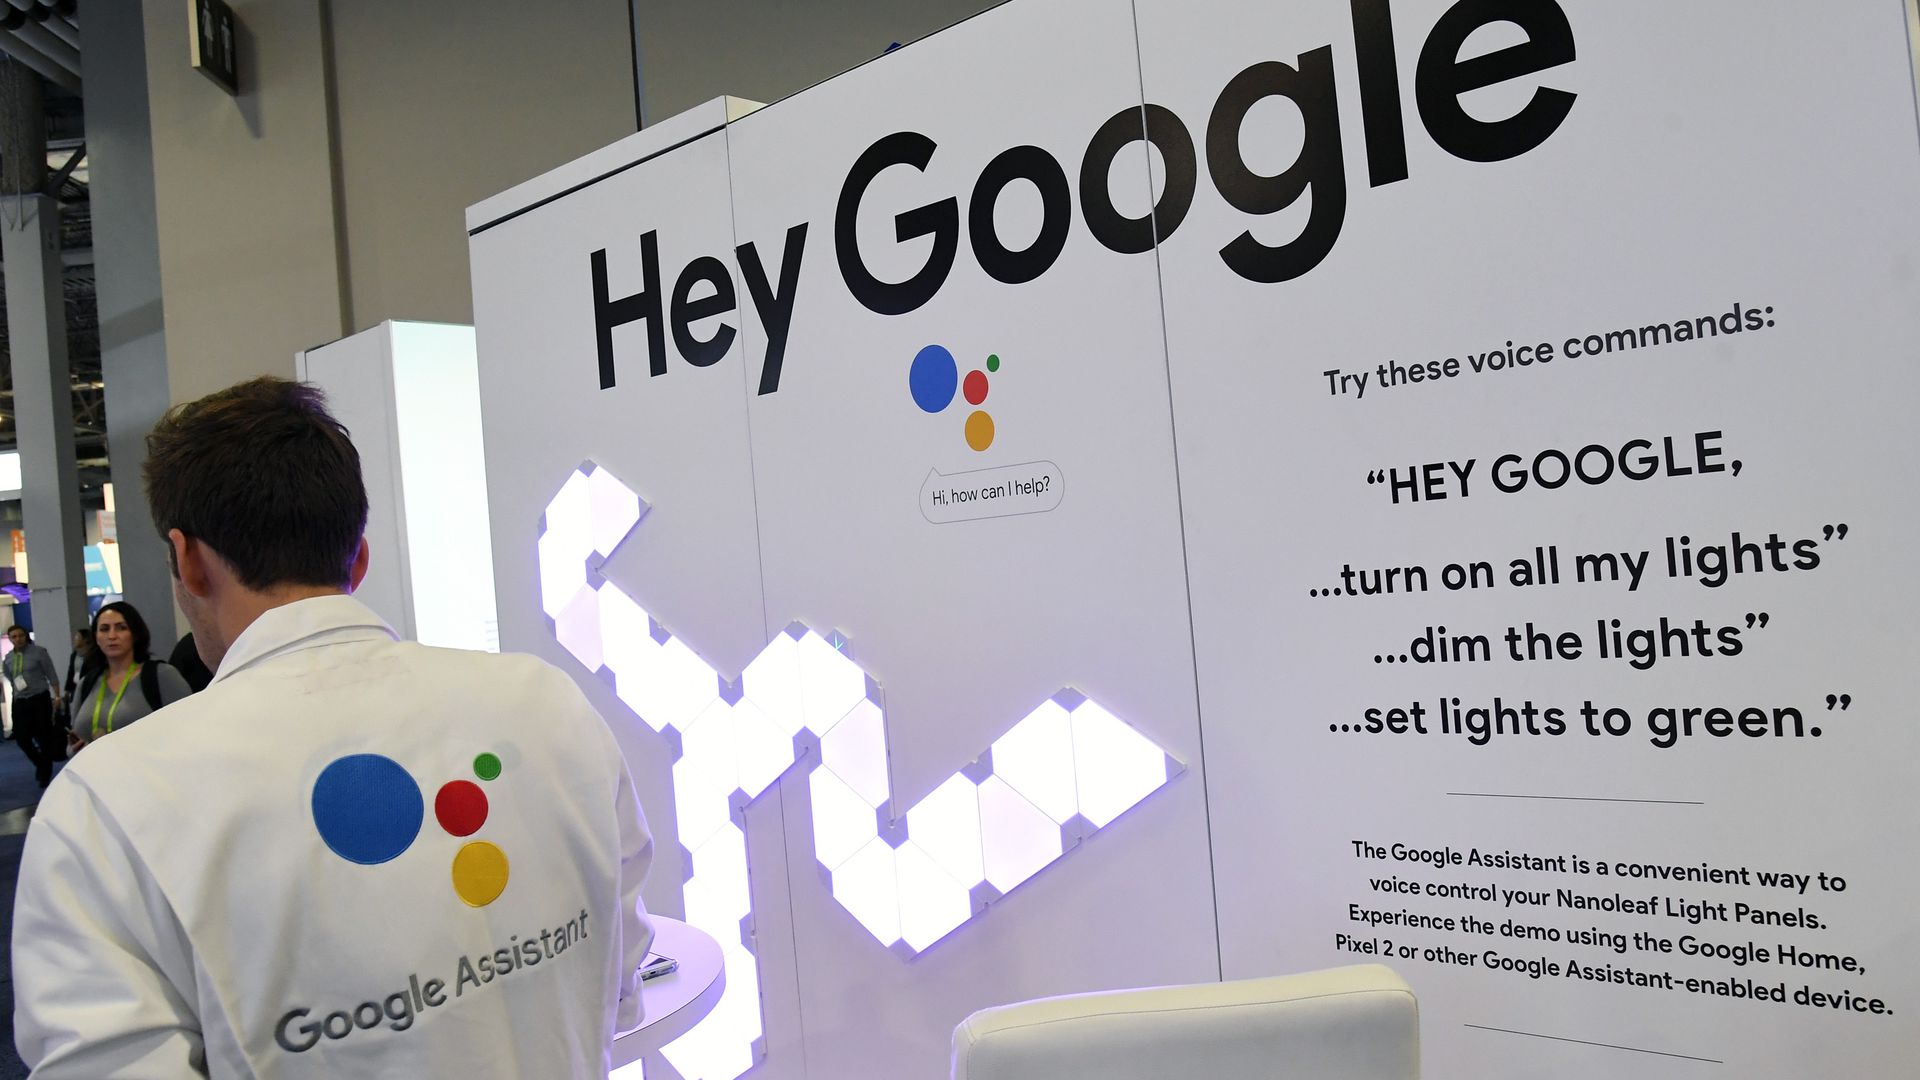 Hey Google
Hi, how can I help?
Try these voice commands:
“HEY GOOGLE,
...turn on all my lights”
...dim the lights”
...set lights to green.”
The Google Assistant is a convenient way to
voice control your Nanoleaf Light Panels.
Experience the demo using the Google Home,
Pixel 2 or other Google Assistant-enabled device.
Google Assistant